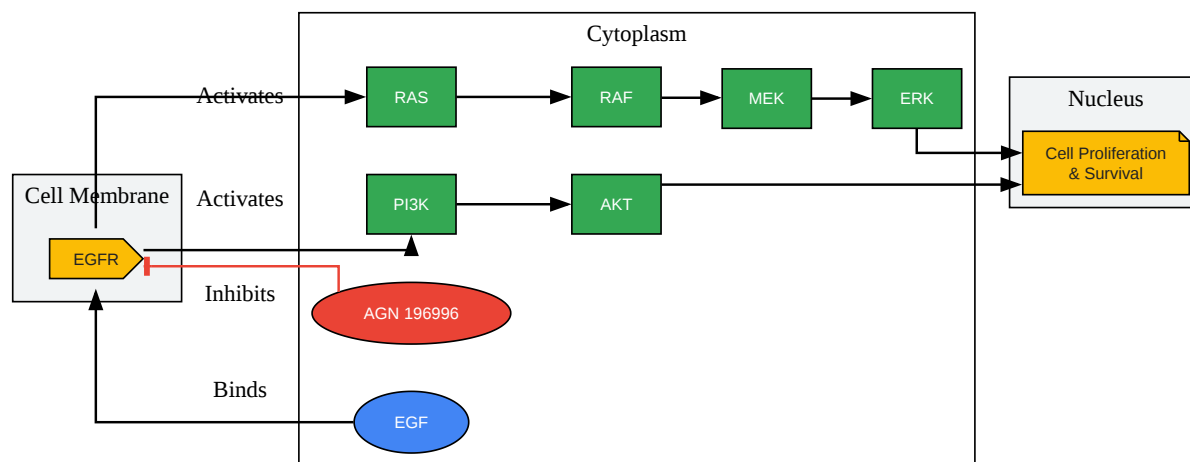 Cytoplasm
Activates
RAS
RAF
MEK
ERK
Nucleus
Cell Proliferation
& Survival
Cell Membrane
Activates
PI3K
AKT
EGFR
Inhibits
AGN 196996
Binds
EGF